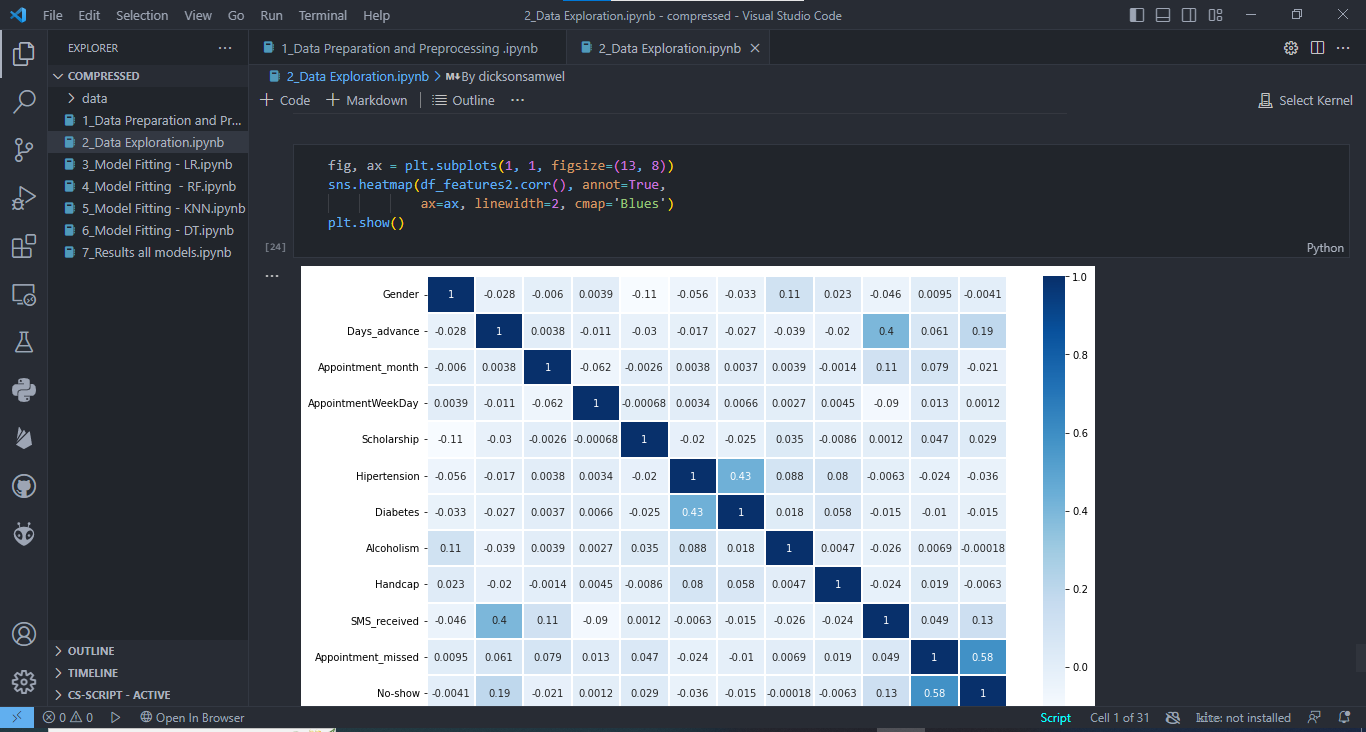 File Edit Selection View Go Run Terminal Help
2_Data Exploration.ipynb - compressed - Visual Studio Code
EXPLORER
COMPRESSED
data
1_Data Preparation and Pr...
2_Data Exploration.ipynb
3_Model Fitting - LR.ipynb
4_Model Fitting  - RF.ipynb
5_Model Fitting - KNN.ipynb
6_Model Fitting - DT.ipynb
7_Results all models.ipynb
OUTLINE
TIMELINE
CS-SCRIPT - ACTIVE
1_Data Preparation and Preprocessing .ipynb
2_Data Exploration.ipynb
2_Data Exploration.ipynb > M↓By dicksonsamwel
+ Code + Markdown Outline ...
Select Kernel
fig, ax = plt.subplots(1, 1, figsize=(13, 8))
sns.heatmap(df_features2.corr(), annot=True,
            ax=ax, linewidth=2, cmap='Blues')
plt.show()
[24]
Python
Gender 1 -0.028 -0.006 0.0039 -0.11 -0.056 -0.033 0.11 0.023 -0.046 0.0095 -0.0041
Days_advance -0.028 1 0.0038 -0.011 -0.03 -0.017 -0.027 -0.039 -0.02 0.4 0.061 0.19
Appointment_month -0.006 0.0038 1 -0.062 -0.0026 0.0038 0.0037 0.0039 -0.0014 0.11 0.079 -0.021
AppointmentWeekDay 0.0039 -0.011 -0.062 1 -0.00068 0.0034 0.0066 0.0027 0.0045 -0.09 0.013 0.0012
Scholarship -0.11 -0.03 -0.0026 -0.00068 1 -0.02 -0.025 0.035 -0.0086 0.0012 0.047 0.029
Hipertension -0.056 -0.017 0.0038 0.0034 -0.02 1 0.43 0.088 0.08 -0.0063 -0.024 -0.036
Diabetes -0.033 -0.027 0.0037 0.0066 -0.025 0.43 1 0.018 0.058 -0.015 -0.01 -0.015
Alcoholism 0.11 -0.039 0.0039 0.0027 0.035 0.088 0.018 1 0.0047 -0.026 0.0069 -0.00018
Handcap 0.023 -0.02 -0.0014 0.0045 -0.0086 0.08 0.058 0.0047 1 -0.024 0.019 -0.0063
SMS_received -0.046 0.4 0.11 -0.09 0.0012 -0.0063 -0.015 -0.026 -0.024 1 0.049 0.13
Appointment_missed 0.0095 0.061 0.079 0.013 0.047 -0.024 -0.01 0.0069 0.019 0.049 1 0.58
No-show -0.0041 0.19 -0.021 0.0012 0.029 -0.036 -0.015 -0.00018 -0.0063 0.13 0.58 1
1.0
0.8
0.6
0.4
0.2
0.0
0 0 Open In Browser
Script Cell 1 of 31 kite: not installed